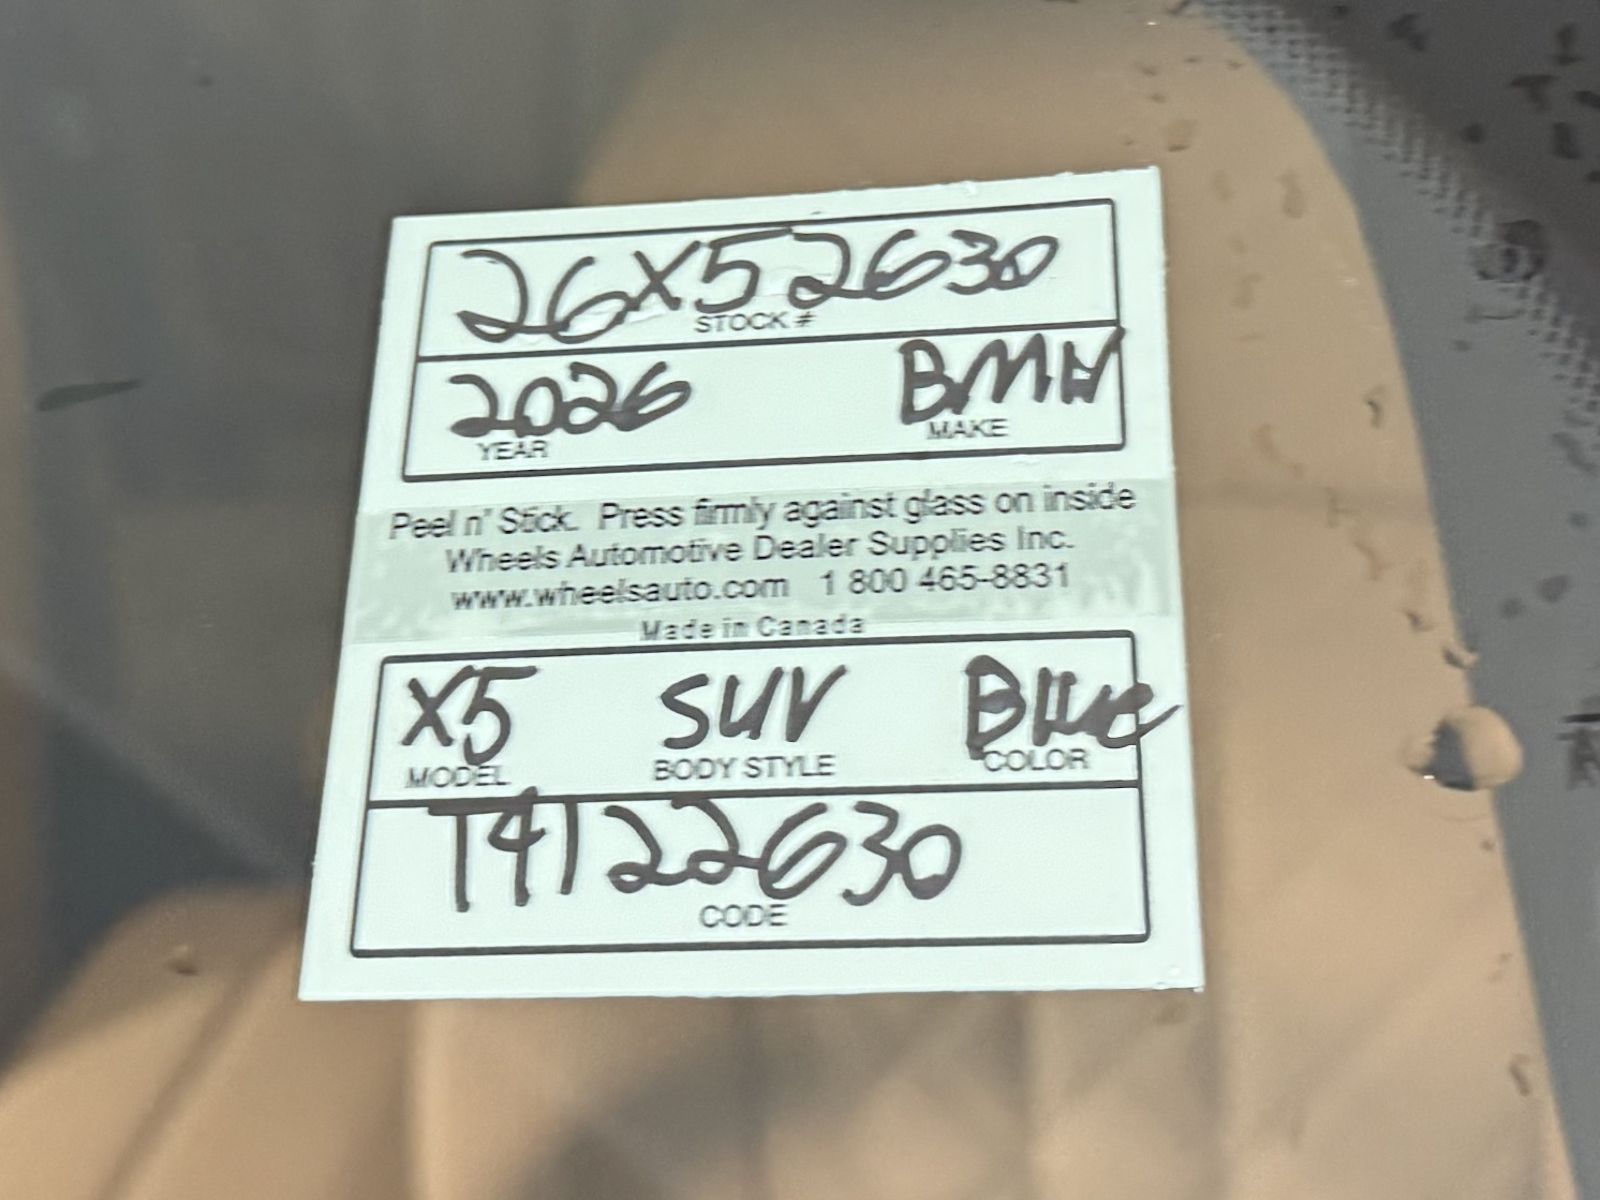 26X52630
STOCK #
2026 BMW
YEAR MAKE
Peel n' Stick. Press firmly against glass on inside
Wheels Automotive Dealer Supplies Inc.
www.wheelsauto.com 1 800 465-8831
Made in Canada
X5 SUV Blue
MODEL BODY STYLE COLOR
T4122630
CODE